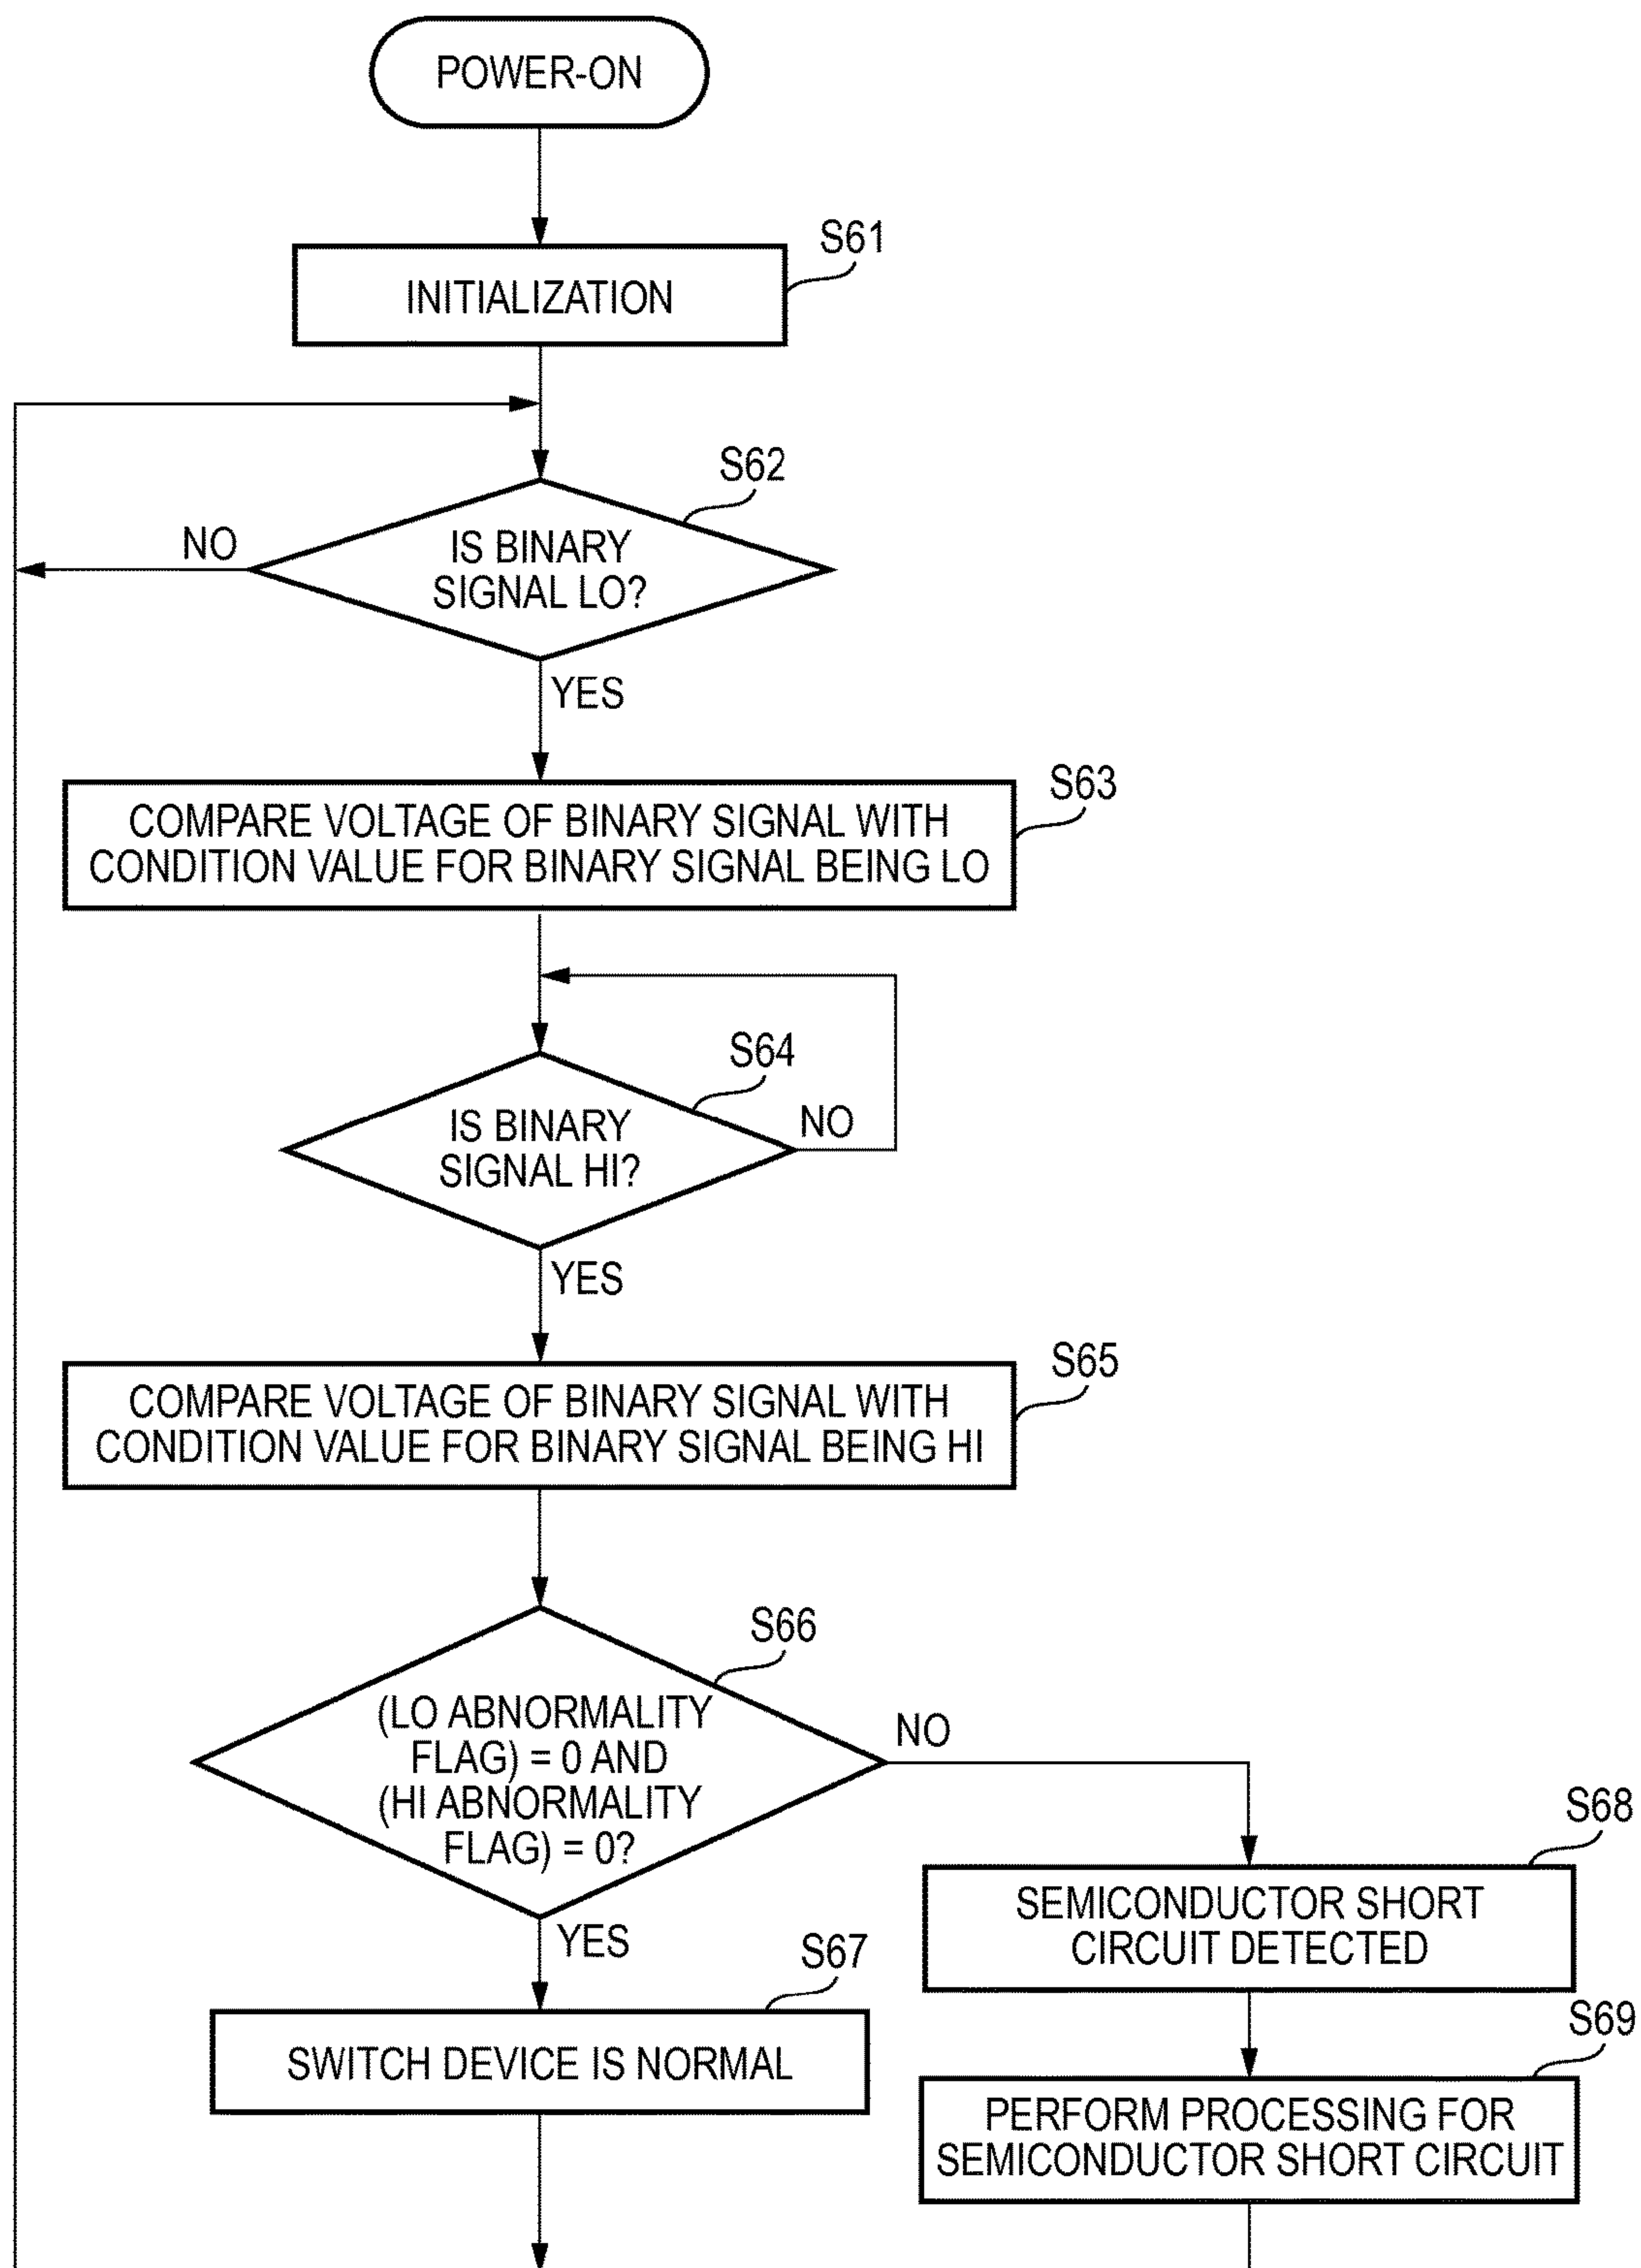 POWER-ON
S61
INITIALIZATION
S62
NO
IS BINARY
SIGNAL LO?
YES
S63
COMPARE VOLTAGE OF BINARY SIGNAL WITH
CONDITION VALUE FOR BINARY SIGNAL BEING LO
S64
NO
IS BINARY
SIGNAL HI?
YES
S65
COMPARE VOLTAGE OF BINARY SIGNAL WITH
CONDITION VALUE FOR BINARY SIGNAL BEING HI
S66
(LO ABNORMALITY
FLAG) = 0 AND
(HI ABNORMALITY
FLAG) = 0?
NO
YES
S67
SWITCH DEVICE IS NORMAL
S68
SEMICONDUCTOR SHORT
CIRCUIT DETECTED
S69
PERFORM PROCESSING FOR
SEMICONDUCTOR SHORT CIRCUIT